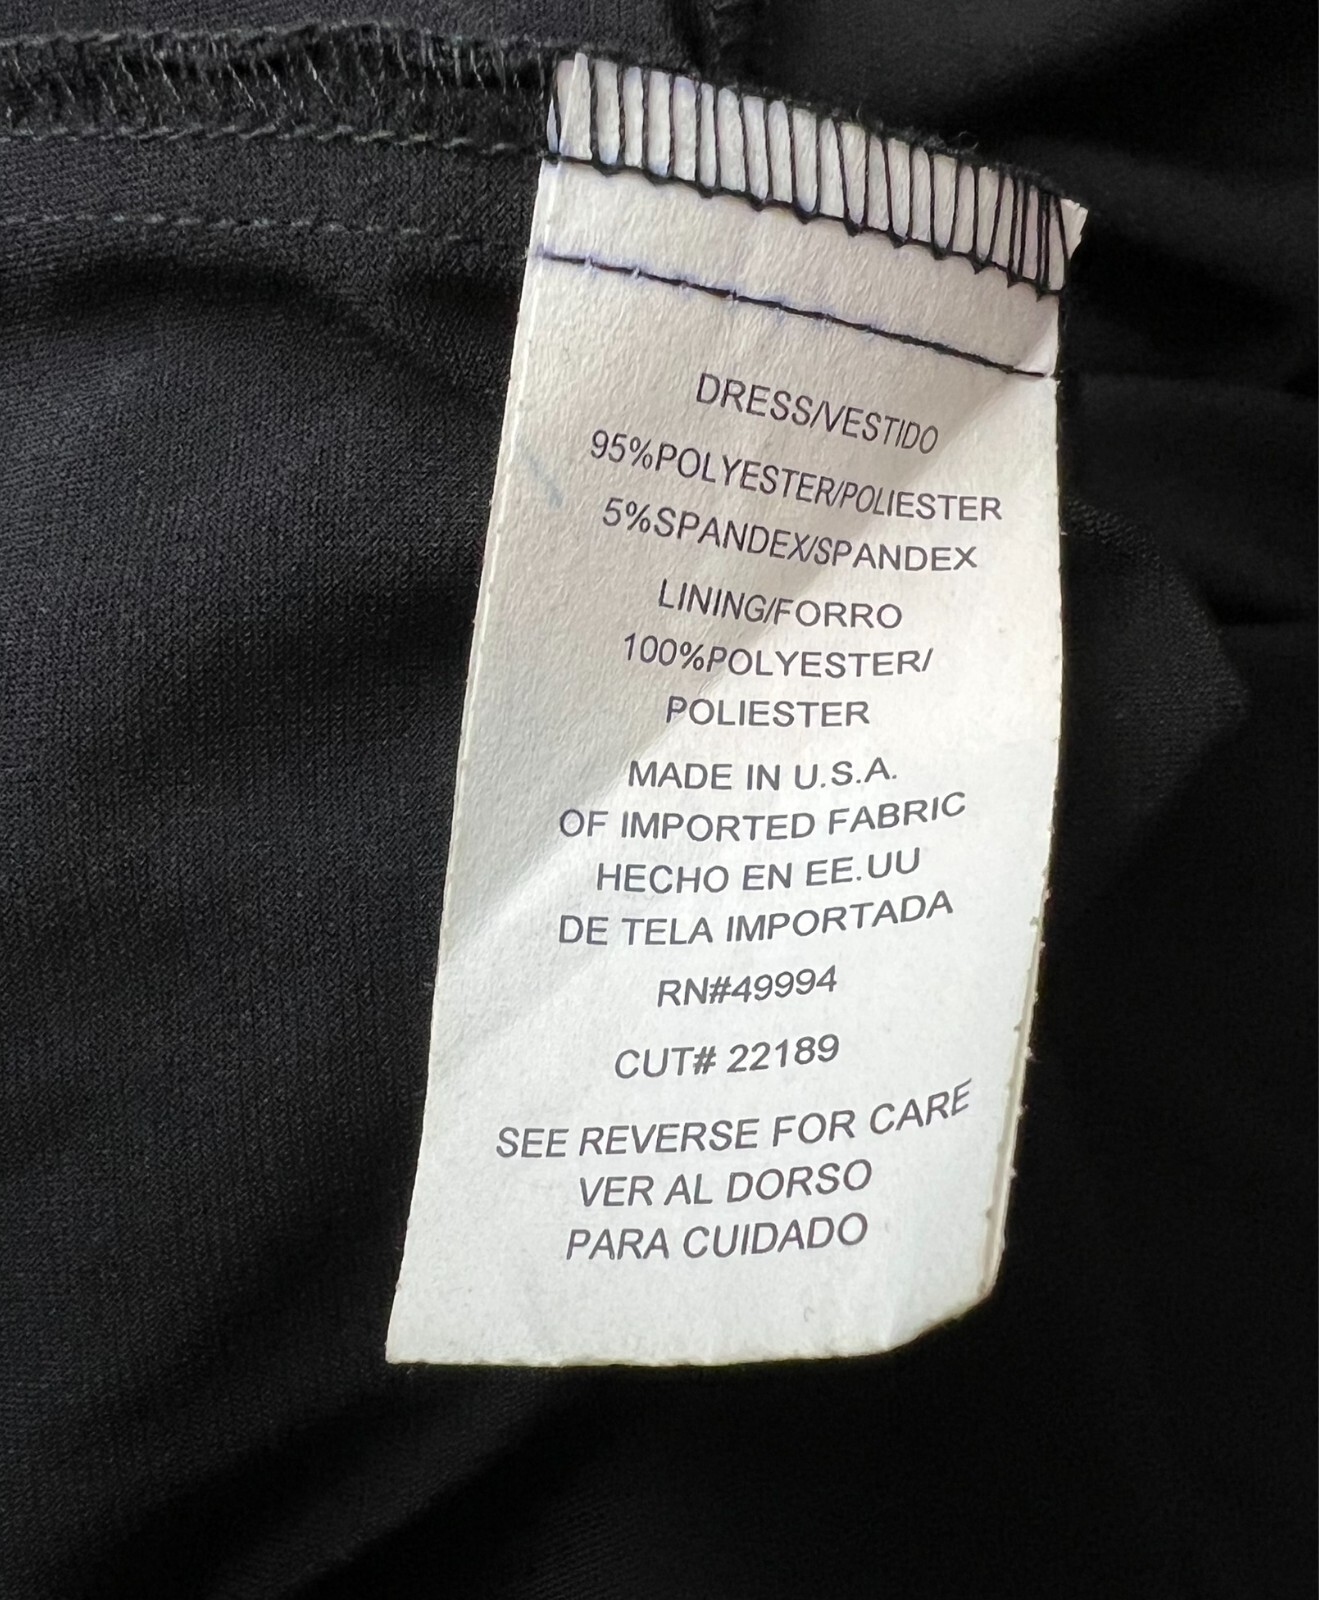 DRESS/VESTIDO
95%POLYESTER/POLIESTER
5%SPANDEX/SPANDEX
LINING/FORRO
100%POLYESTER/
POLIESTER
MADE IN U.S.A.
OF IMPORTED FABRIC
HECHO EN EE.UU
DE TELA IMPORTADA
RN#49994
CUT# 22189
SEE REVERSE FOR CARE
VER AL DORSO
PARA CUIDADO